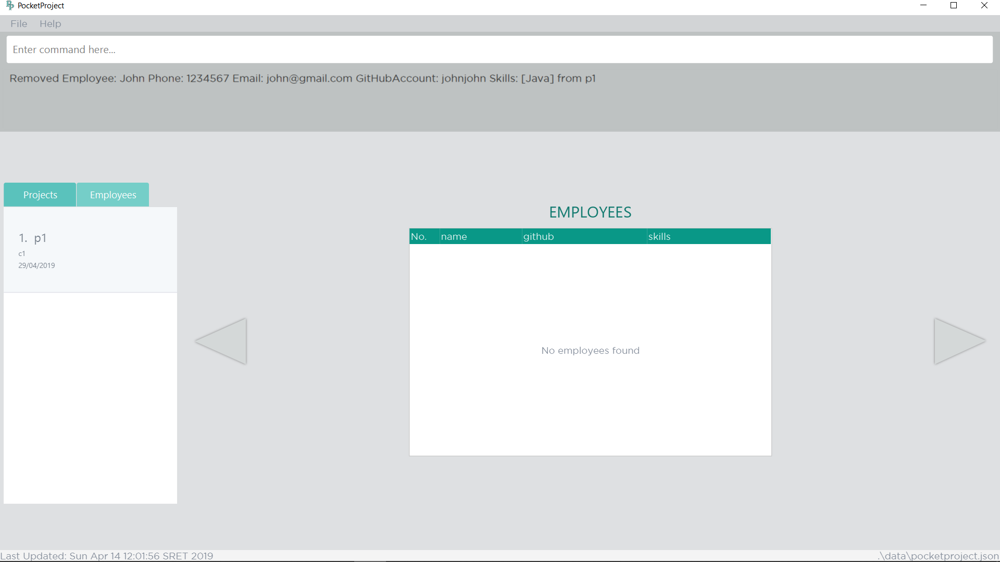 PocketProject
File Help
Enter command here...
Removed Employee: John Phone: 1234567 Email: john@gmail.com GitHubAccount: johnjohn Skills: [Java] from p1
Projects Employees
1. p1
c1
29/04/2019
EMPLOYEES
No. name github skills
No employees found
Last Updated: Sun Apr 14 12:01:56 SRET 2019
.\data\pocketproject.json